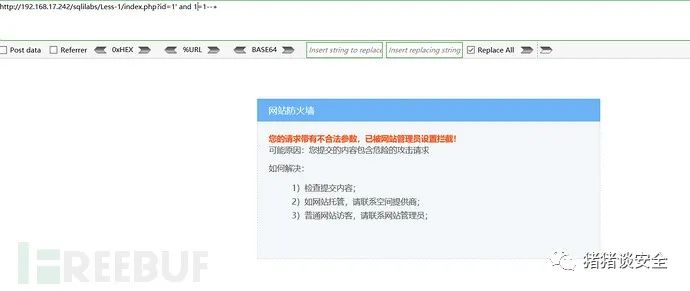 http://192.168.17.242/sqlilabs/Less-1/index.php?id=1' and 1=1--+
Post data Referrer 0xHEX %URL BASE64 Insert string to replace Insert replacing string Replace All
网站防火墙
您的请求带有不合法参数，已被网站管理员设置拦截！
可能原因：您提交的内容包含危险的攻击请求
如何解决：
1）检查提交内容；
2）如网站托管，请联系空间提供商；
3）普通网站访客，请联系网站管理员；
FREEBUF
猪猪谈安全